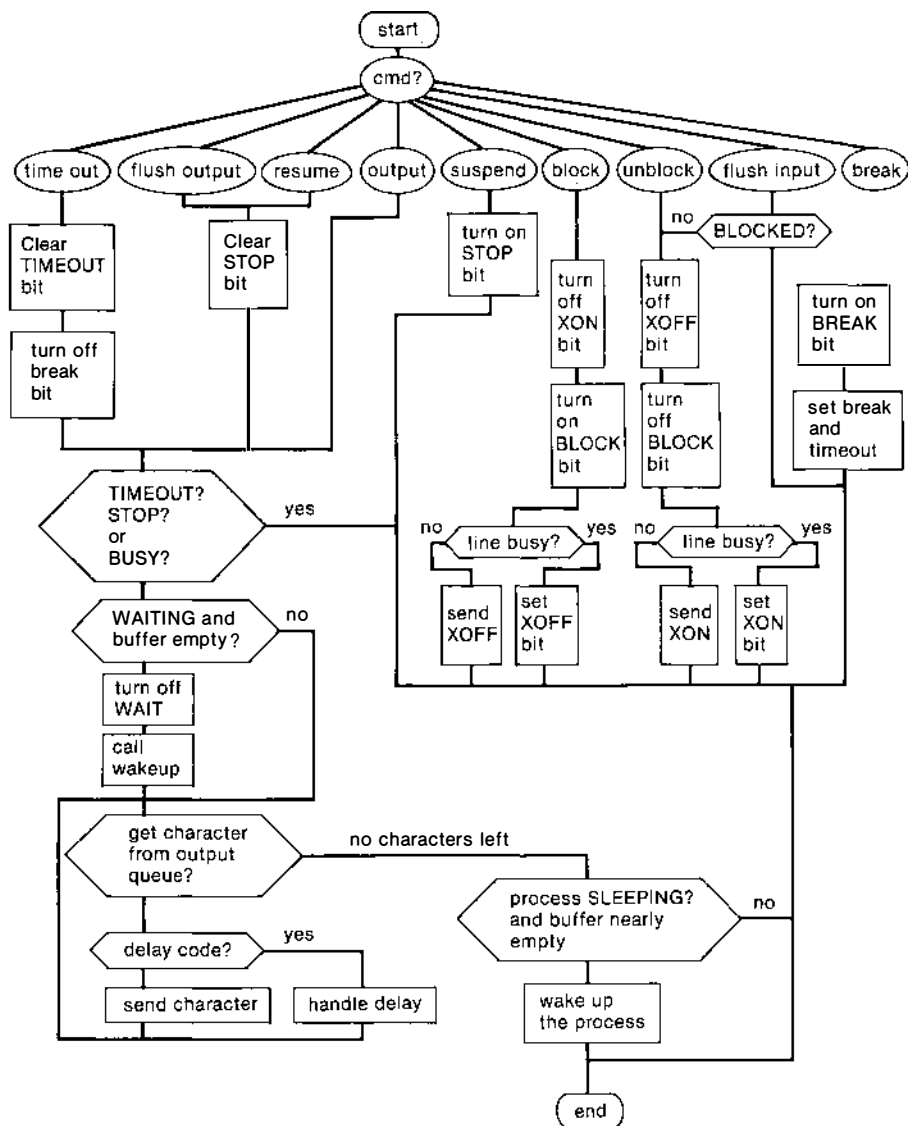 start
cmd?
time out
flush output
resume
output
suspend
block
unblock
flush input
break
Clear
TIMEOUT
bit
turn off
break
bit
Clear
STOP
bit
turn on
STOP
bit
turn
off
XON
bit
turn
on
BLOCK
bit
no
BLOCKED?
turn
off
XOFF
bit
turn
off
BLOCK
bit
turn on
BREAK
bit
set break
and
timeout
TIMEOUT?
STOP?
or
BUSY?
yes
no
line busy?
yes
send
XOFF
set
XOFF
bit
no
line busy?
yes
send
XON
set
XON
bit
WAITING and
buffer empty?
no
turn off
WAIT
call
wakeup
get character
from output
queue?
no characters left
delay code?
yes
send character
handle delay
process SLEEPING?
and buffer nearly
empty
no
wake up
the process
end